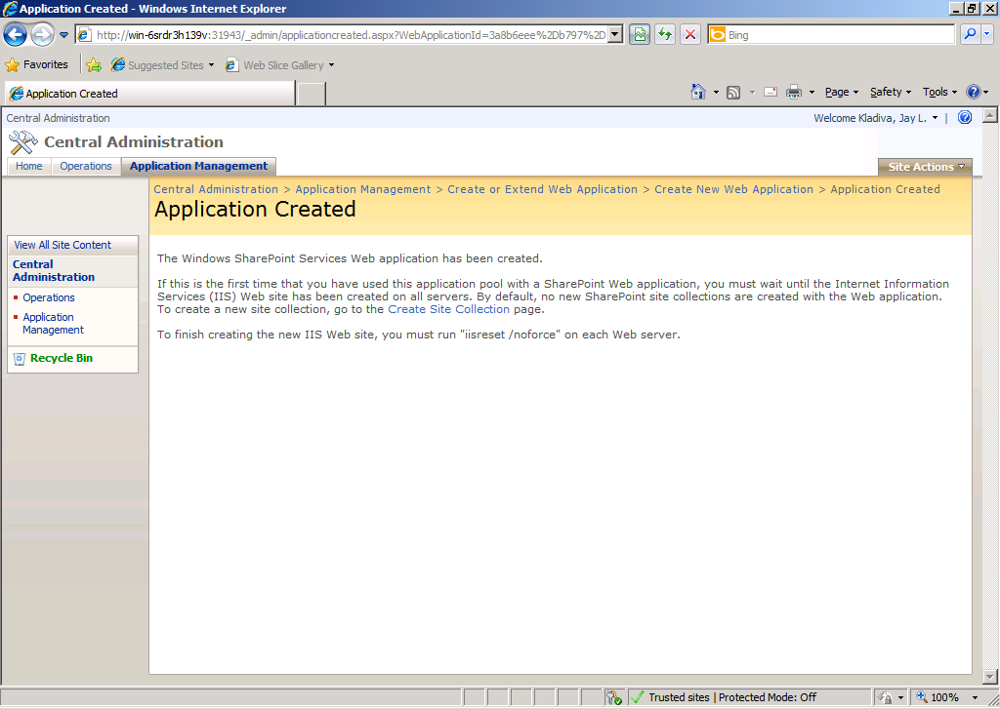 Application Created - Windows Internet Explorer
http://win-6srdr3h139v:31943/_admin/applicationcreated.aspx?WebApplicationId=3a8b6eee%2Db797%2D
Bing
Favorites
Suggested Sites
Web Slice Gallery
Application Created
Page
Safety
Tools
Central Administration
Welcome Kladiva, Jay L.
Central Administration
Home
Operations
Application Management
Site Actions
Central Administration > Application Management > Create or Extend Web Application > Create New Web Application > Application Created
Application Created
View All Site Content
Central
Administration
Operations
Application
Management
Recycle Bin
The Windows SharePoint Services Web application has been created.
If this is the first time that you have used this application pool with a SharePoint Web application, you must wait until the Internet Information
Services (IIS) Web site has been created on all servers. By default, no new SharePoint site collections are created with the Web application.
To create a new site collection, go to the Create Site Collection page.
To finish creating the new IIS Web site, you must run "iisreset /noforce" on each Web server.
Trusted sites | Protected Mode: Off
100%